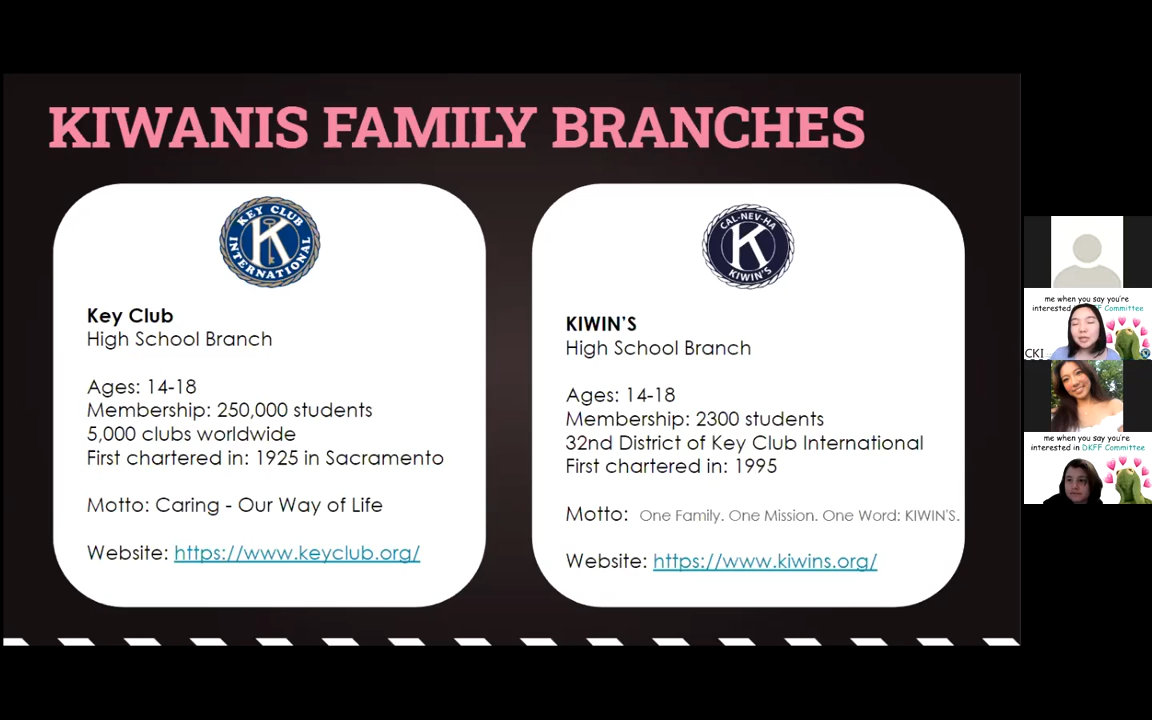 KIWANIS FAMILY BRANCHES
KEY CLUB
K
INTERNATIONAL
Key Club
High School Branch
Ages: 14-18
Membership: 250,000 students
5,000 clubs worldwide
First chartered in: 1925 in Sacramento
Motto: Caring - Our Way of Life
Website: https://www.keyclub.org/
CAL-NEV-HA
K
KIWIN'S
KIWIN'S
High School Branch
Ages: 14-18
Membership: 2300 students
32nd District of Key Club International
First chartered in: 1995
Motto: One Family. One Mission. One Word: KIWIN'S.
Website: https://www.kiwins.org/
me when you say you're
interested Committee
CKI
me when you say you're
interested in DKFF Committee